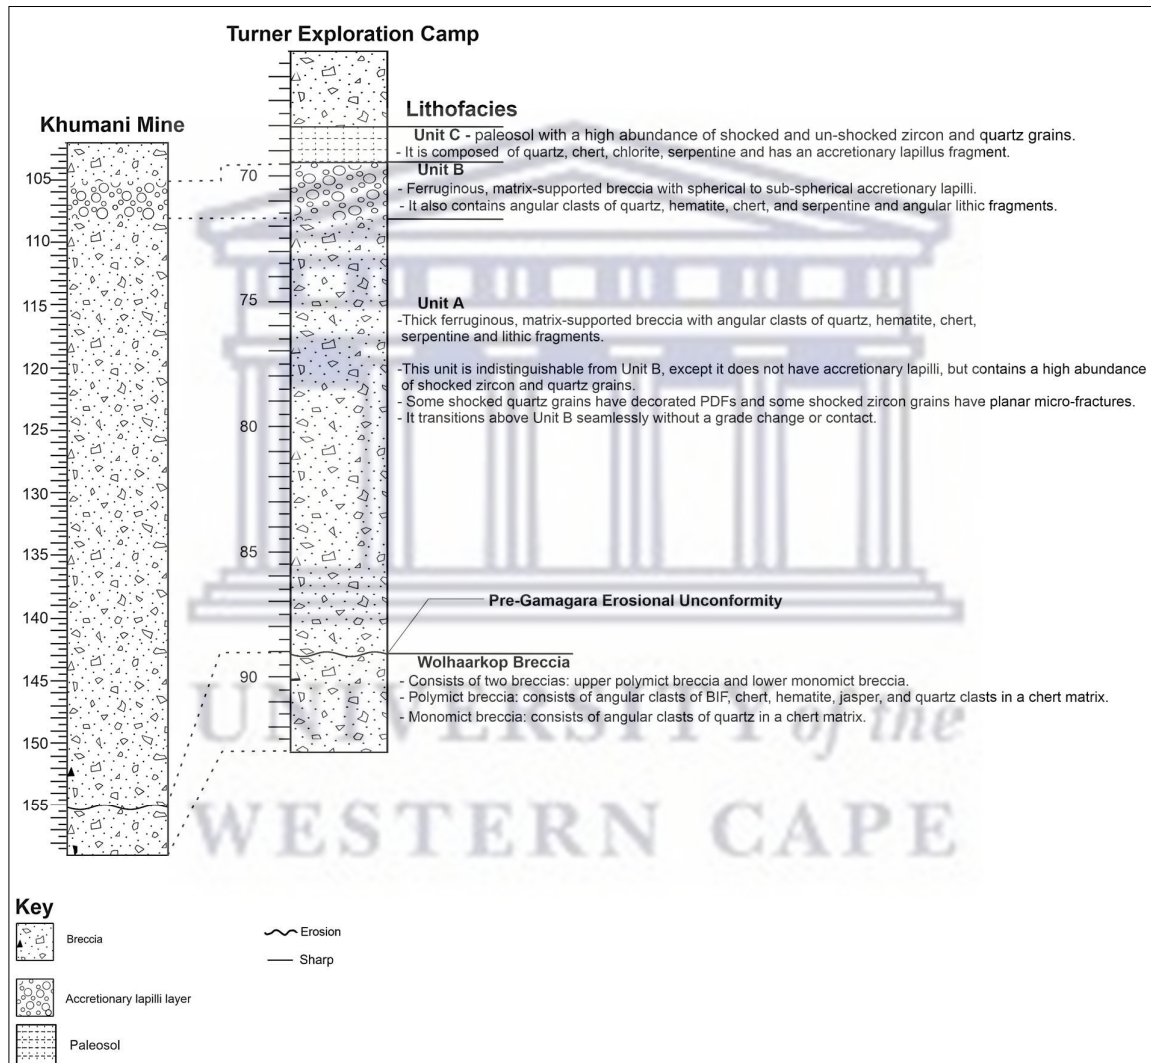 Turner Exploration Camp
Khumani Mine
105
110
115
120
125
130
135
140
145
150
155
70
75
80
85
90
Lithofacies
Unit C - paleosol with a high abundance of shocked and un-shocked zircon and quartz grains.
- It is composed of quartz, chert, chlorite, serpentine and has an accretionary lapillus fragment.
Unit B
- Ferruginous, matrix-supported breccia with spherical to sub-spherical accretionary lapilli.
- It also contains angular clasts of quartz, hematite, chert, and serpentine and angular lithic fragments.
Unit A
-Thick ferruginous, matrix-supported breccia with angular clasts of quartz, hematite, chert,
serpentine and lithic fragments.
-This unit is indistinguishable from Unit B, except it does not have accretionary lapilli, but contains a high abundance
of shocked zircon and quartz grains.
- Some shocked quartz grains have decorated PDFs and some shocked zircon grains have planar micro-fractures.
- It transitions above Unit B seamlessly without a grade change or contact.
Pre-Gamagara Erosional Unconformity
Wolhaarkop Breccia
- Consists of two breccias: upper polymict breccia and lower monomict breccia.
- Polymict breccia: consists of angular clasts of BIF, chert, hematite, jasper, and quartz clasts in a chert matrix.
- Monomict breccia: consists of angular clasts of quartz in a chert matrix.
UNIVERSITY of the
WESTERN CAPE
Key
Breccia
Accretionary lapilli layer
Paleosol
Erosion
Sharp